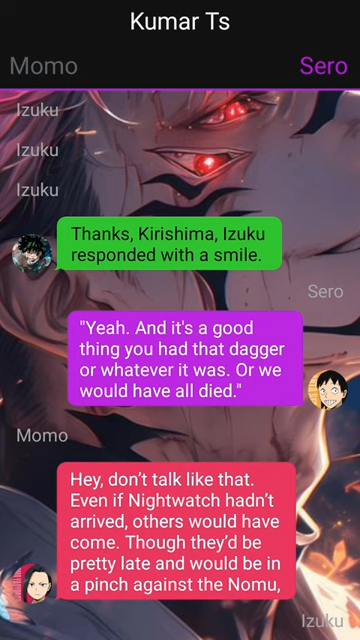 Kumar Ts
Momo
Sero
Izuku
Izuku
Izuku
Thanks, Kirishima, Izuku
responded with a smile.
Sero
"Yeah. And it's a good
thing you had that dagger
or whatever it was. Or we
would have all died."
Momo
Hey, don’t talk like that.
Even if Nightwatch hadn’t
arrived, others would have
come. Though they’d be
pretty late and would be in
a pinch against the Nomu,
Izuku